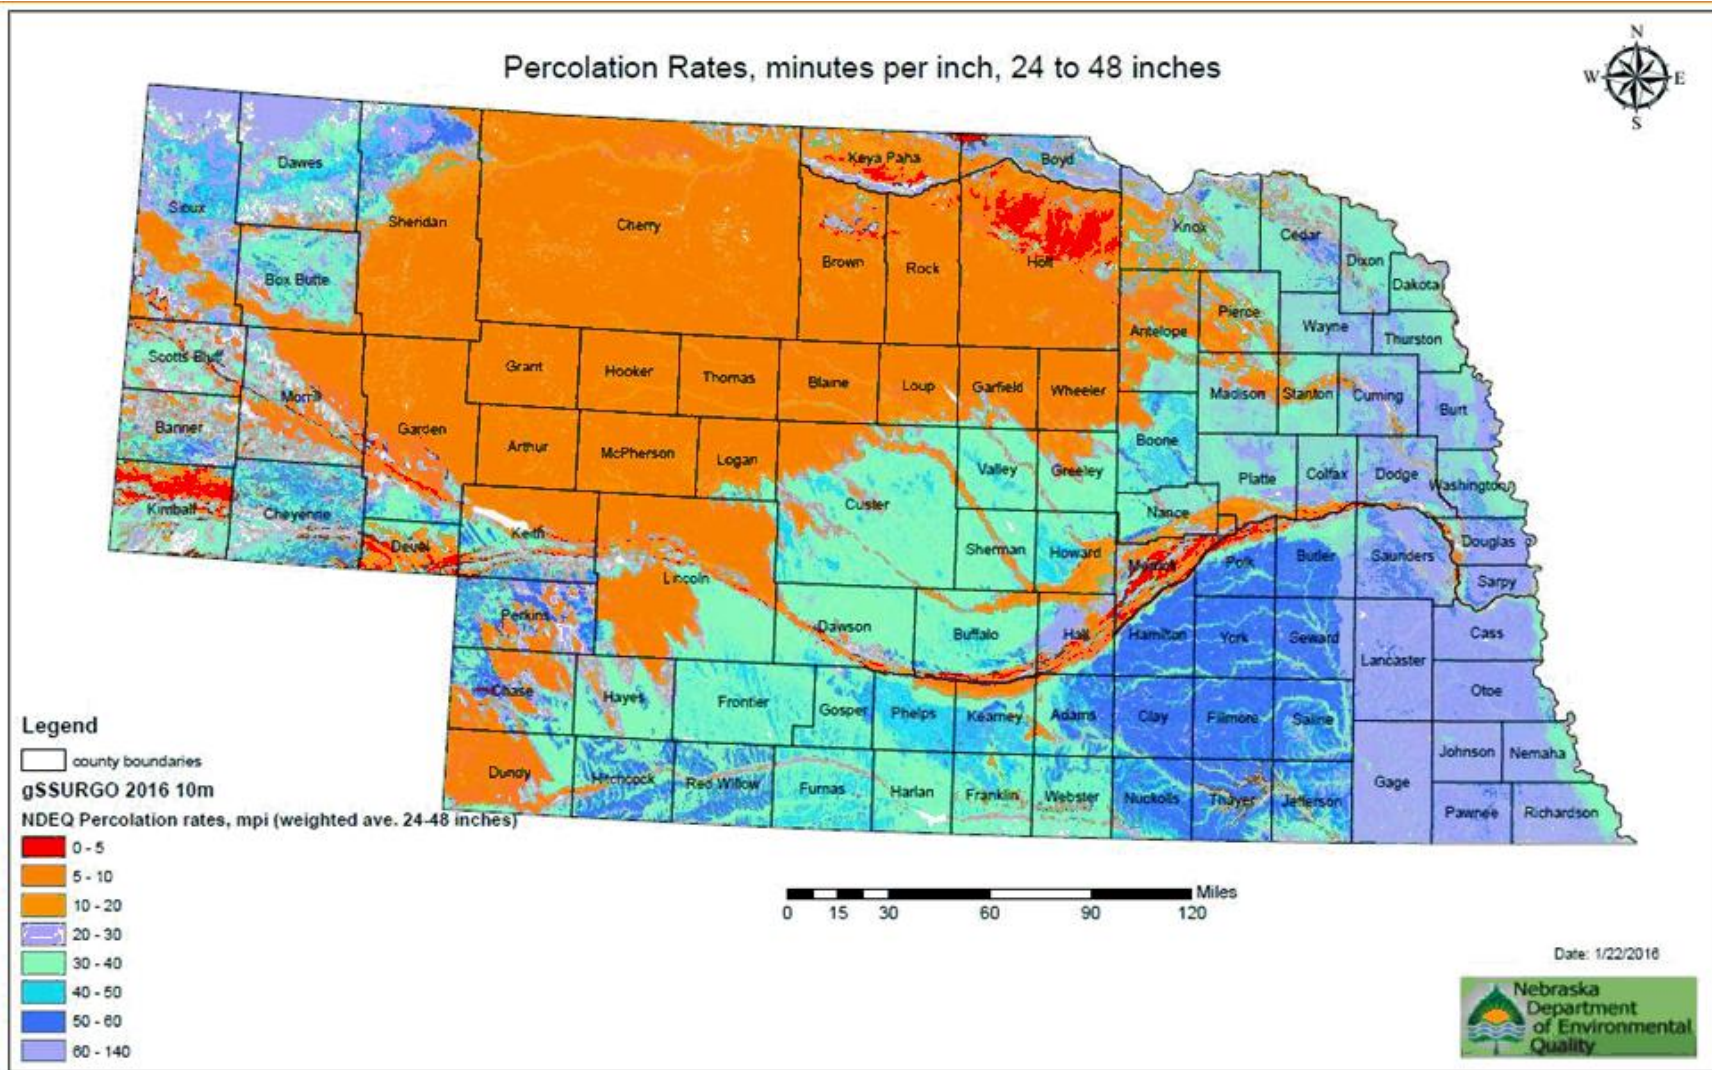 Percolation Rates, minutes per inch, 24 to 48 inches
N
W E
S
Dawes
Sioux
Box Butte
Sheridan
Cherry
Keya Paha
Boyd
Brown
Rock
Holt
Knox
Cedar
Dixon
Dakota
Antelope
Pierce
Wayne
Thurston
Scotts Bluff
Morrill
Banner
Garden
Grant
Hooker
Thomas
Blaine
Loup
Garfield
Wheeler
Madison
Stanton
Cuming
Burt
Boone
Arthur
McPherson
Logan
Custer
Valley
Greeley
Platte
Colfax
Dodge
Washington
Kimball
Cheyenne
Deuel
Keith
Lincoln
Sherman
Howard
Nance
Merrick
Polk
Butler
Saunders
Douglas
Sarpy
Perkins
Dawson
Buffalo
Hall
Hamilton
York
Seward
Lancaster
Cass
Otoe
Chase
Hayes
Frontier
Gosper
Phelps
Kearney
Adams
Clay
Fillmore
Saline
Dundy
Hitchcock
Red Willow
Furnas
Harlan
Franklin
Webster
Nuckolls
Thayer
Jefferson
Gage
Johnson
Nemaha
Pawnee
Richardson
Legend
county boundaries
gSSURGO 2016 10m
NDEQ Percolation rates, mpi (weighted ave. 24-48 inches)
0 - 5
5 - 10
10 - 20
20 - 30
30 - 40
40 - 50
50 - 60
60 - 140
Miles
0 15 30 60 90 120
Date: 1/22/2016
Nebraska
Department
of Environmental
Quality